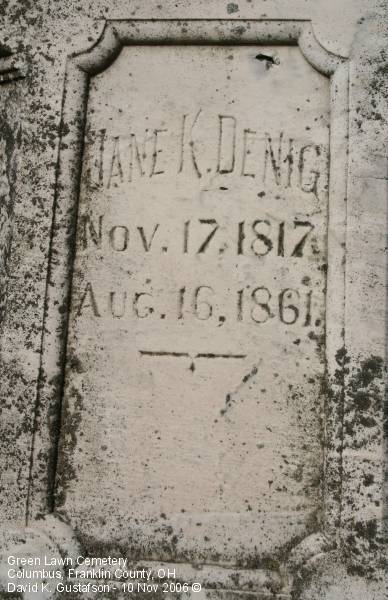 JANE K. DENIG
NOV. 17, 1817.
AUG. 16, 1861.
Green Lawn Cemetery
Columbus, Franklin County, OH
David K. Gustafson - 10 Nov 2006 ©